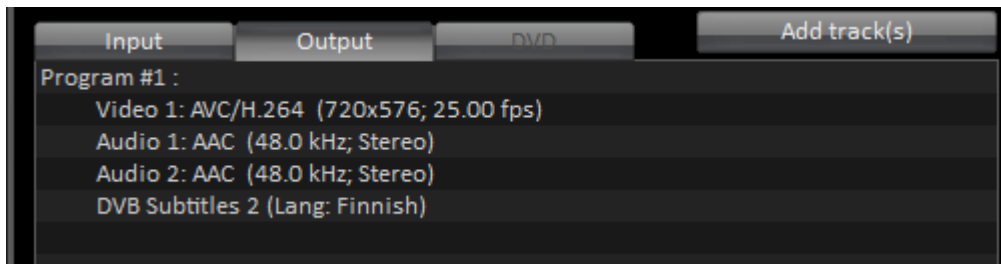 Input Output DVD Add track(s)
Program #1 :
Video 1: AVC/H.264 (720x576; 25.00 fps)
Audio 1: AAC (48.0 kHz; Stereo)
Audio 2: AAC (48.0 kHz; Stereo)
DVB Subtitles 2 (Lang: Finnish)